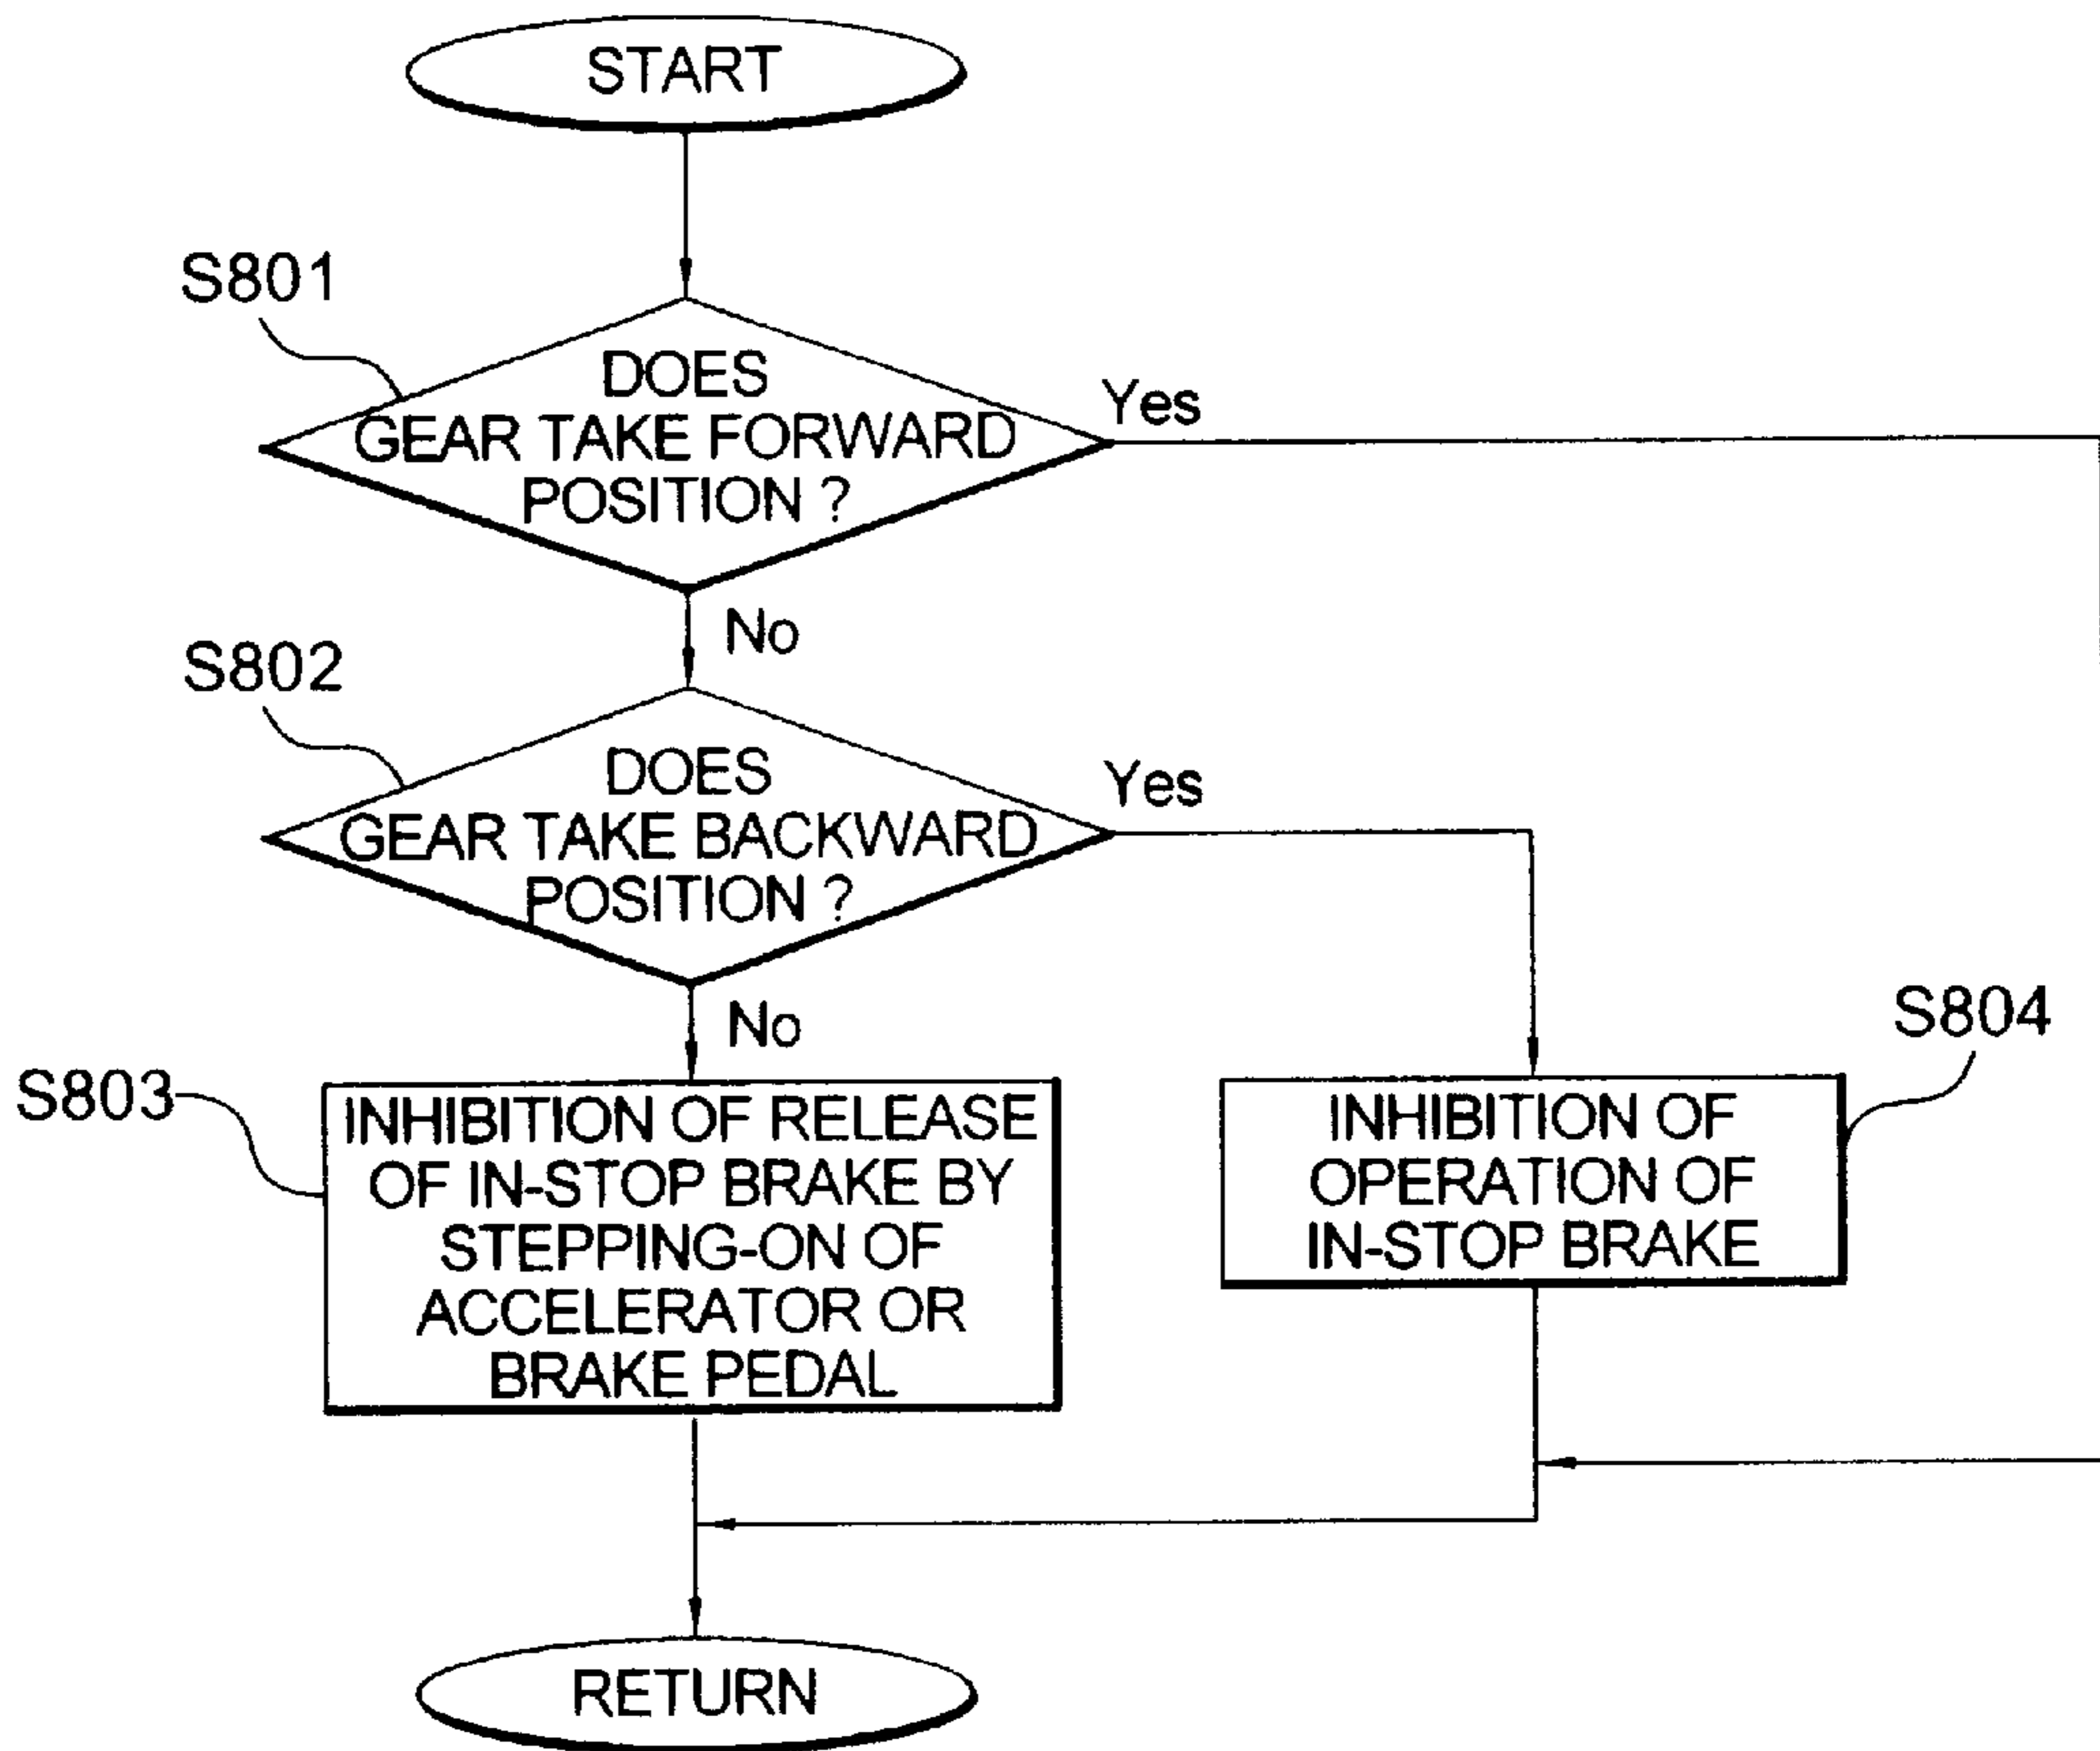 START
S801
DOES
GEAR TAKE FORWARD
POSITION ?
Yes
No
S802
DOES
GEAR TAKE BACKWARD
POSITION ?
Yes
No
S803
INHIBITION OF RELEASE
OF IN-STOP BRAKE BY
STEPPING-ON OF
ACCELERATOR OR
BRAKE PEDAL
S804
INHIBITION OF
OPERATION OF
IN-STOP BRAKE
RETURN